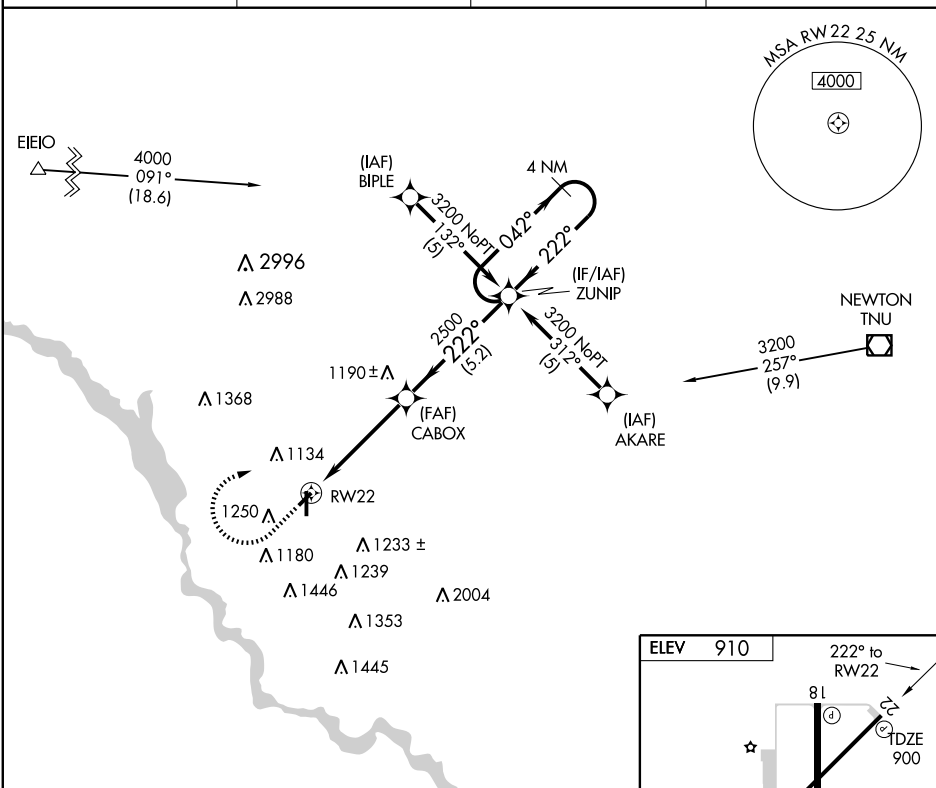 MSA RW22 25 NM
4000
EIEIO
4000
091°
(18.6)
(IAF)
BIPLE
4 NM
3200 NoPT
132°
(5)
042°
222°
(IF/IAF)
ZUNIP
2996
2988
NEWTON
TNU
3200
257°
(9.9)
2500
222°
(5.2)
3200 NoPT
312°
(5)
1190±
1368
(FAF)
CABOX
(IAF)
AKARE
1134
RW22
1250
1180
1233 ±
1239
1446
2004
1353
1445
ELEV 910
222° to
RW22
18
22
P
P
TDZE
900